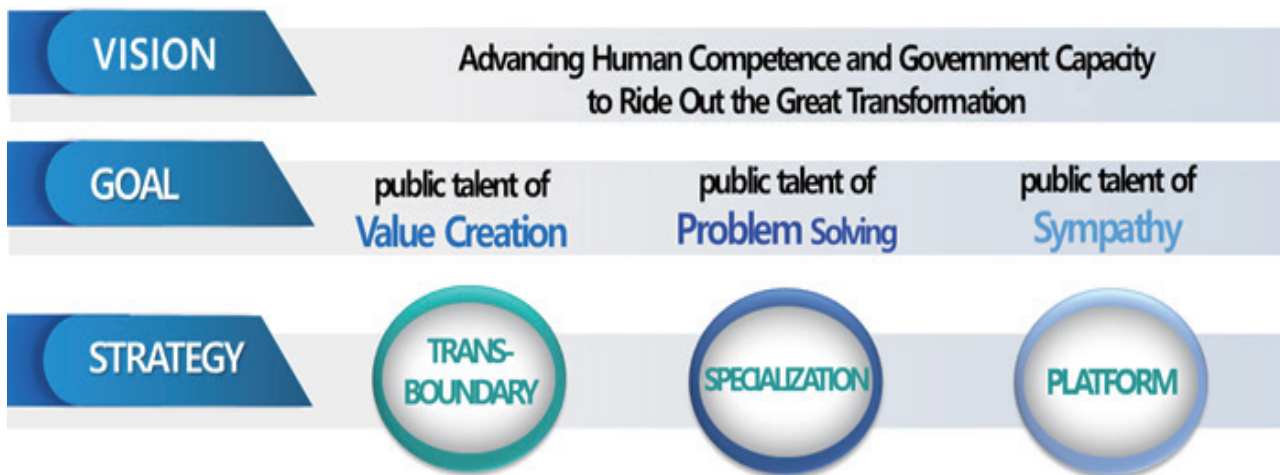 VISION
Advancing Human Competence and Government Capacity
to Ride Out the Great Transformation
GOAL
public talent of
Value Creation
public talent of
Problem Solving
public talent of
Sympathy
STRATEGY
TRANS-
BOUNDARY
SPECIALIZATION
PLATFORM